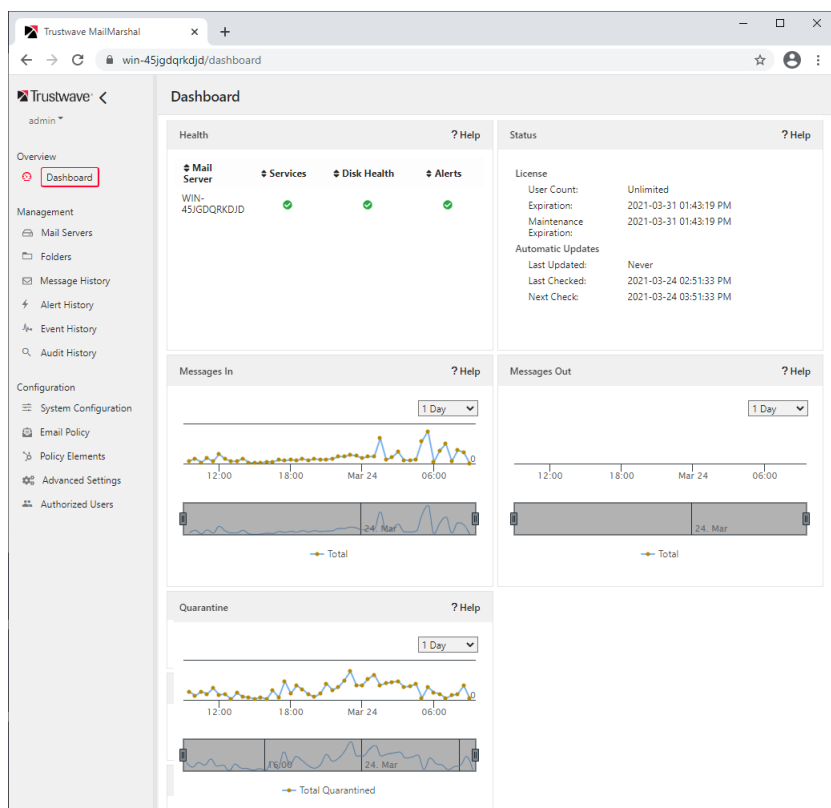 Trustwave MailMarshal
win-45jgdqrkdjd/dashboard
Trustwave
admin
Overview
Dashboard
Management
Mail Servers
Folders
Message History
Alert History
Event History
Audit History
Configuration
System Configuration
Email Policy
Policy Elements
Advanced Settings
Authorized Users
Dashboard
Health ? Help
Mail Server Services Disk Health Alerts
WIN-
45JGDQRKDJD
Status ? Help
License
User Count: Unlimited
Expiration: 2021-03-31 01:43:19 PM
Maintenance Expiration: 2021-03-31 01:43:19 PM
Automatic Updates
Last Updated: Never
Last Checked: 2021-03-24 02:51:33 PM
Next Check: 2021-03-24 03:51:33 PM
Messages In ? Help
1 Day
0
12:00 18:00 Mar 24 06:00
24. Mar
Total
Messages Out ? Help
1 Day
12:00 18:00 Mar 24 06:00
24. Mar
Total
Quarantine ? Help
1 Day
0
12:00 18:00 Mar 24 06:00
16:00 24. Mar
Total Quarantined